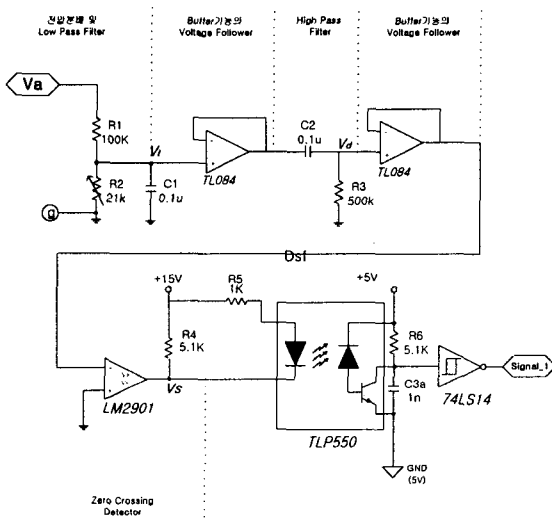 전압분배 및
Low Pass Filter
Buffer기능의
Voltage Follower
High Pass
Filter
Buffer기능의
Voltage Follower
Va
R1
100K
Vt
R2
21k
C1
0.1u
g
TL084
C2
0.1u
Vd
R3
500k
TL084
Dsf
+15V
R5
1K
R4
5.1K
Vs
LM2901
TLP550
+5V
R6
5.1K
C3a
1n
74LS14
Signal_1
GND
(5V)
Zero Crossing
Detector